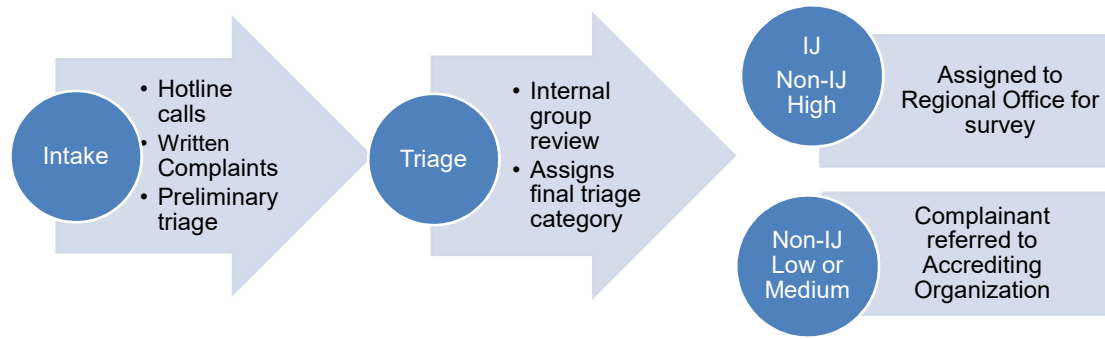 Intake
• Hotline
calls
• Written
Complaints
• Preliminary
triage
Triage
• Internal
group
review
• Assigns
final triage
category
IJ
Non-IJ
High
Assigned to
Regional Office for
survey
Non-IJ
Low or
Medium
Complainant
referred to
Accrediting
Organization